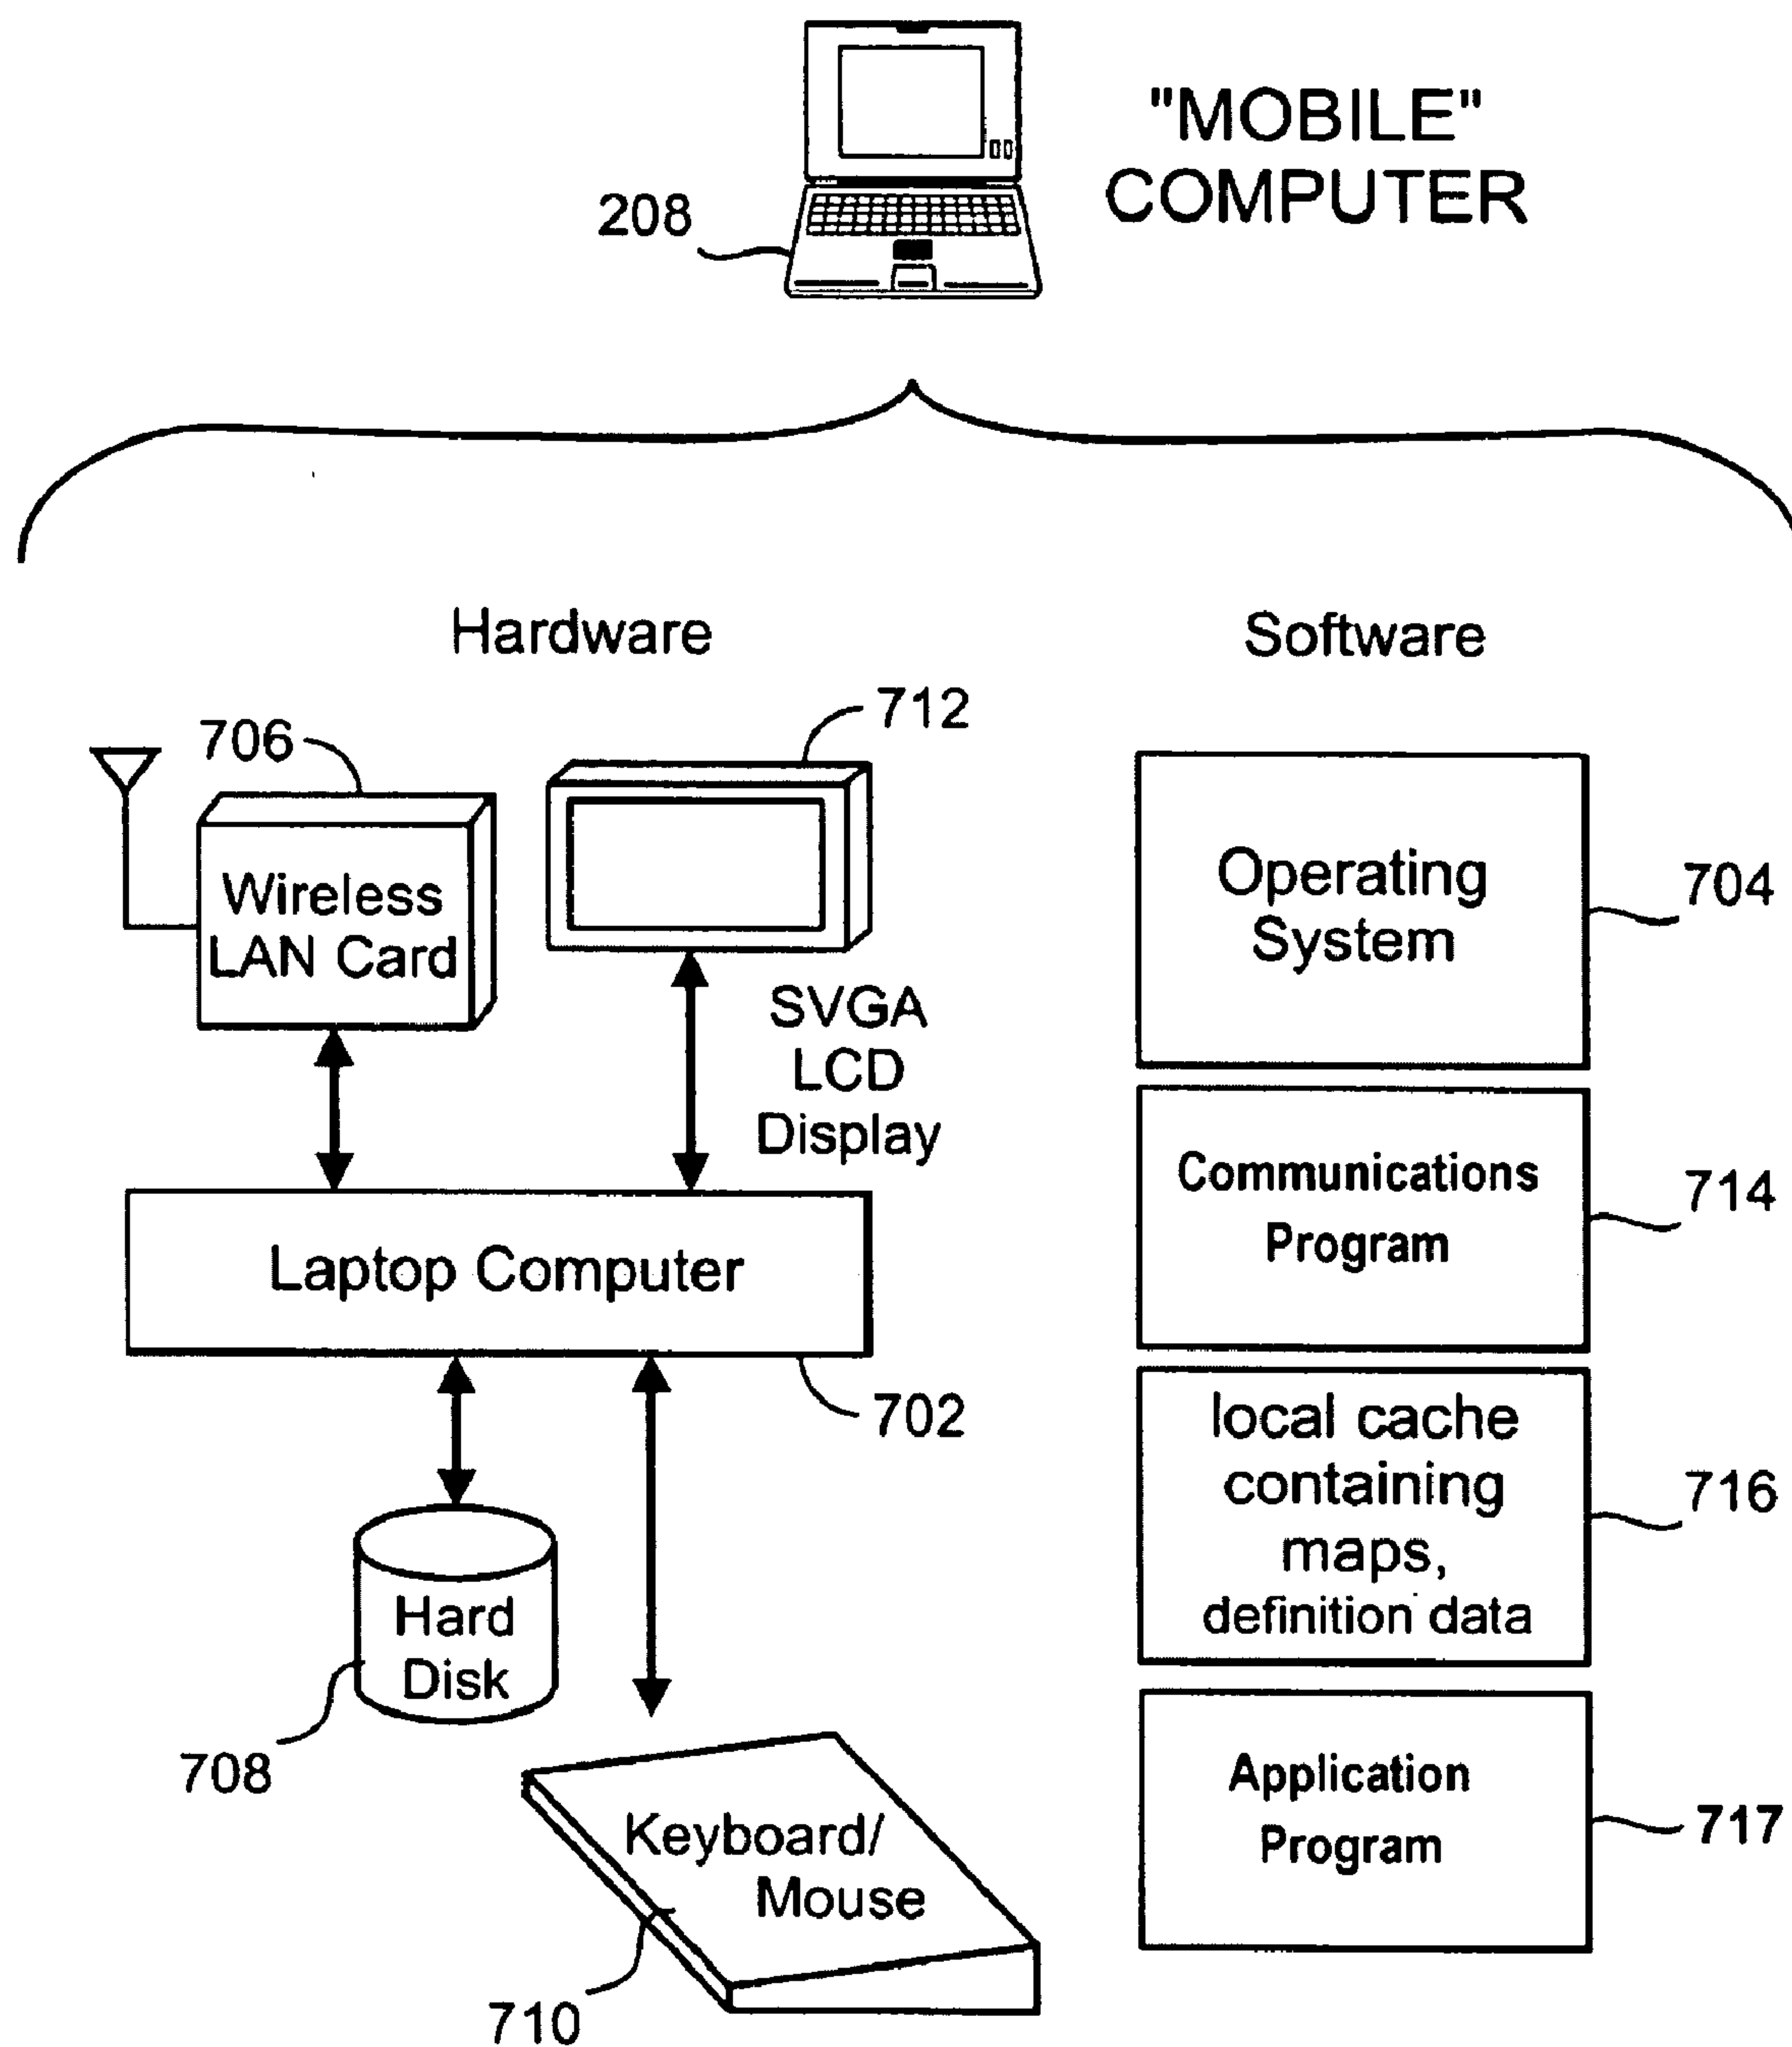 "MOBILE"
COMPUTER
208
Hardware
Software
706
712
Wireless
LAN Card
SVGA
LCD
Display
Laptop Computer
702
Hard
Disk
708
Keyboard/
Mouse
710
Operating
System
704
Communications
Program
714
local cache
containing
maps,
definition data
716
Application
Program
717